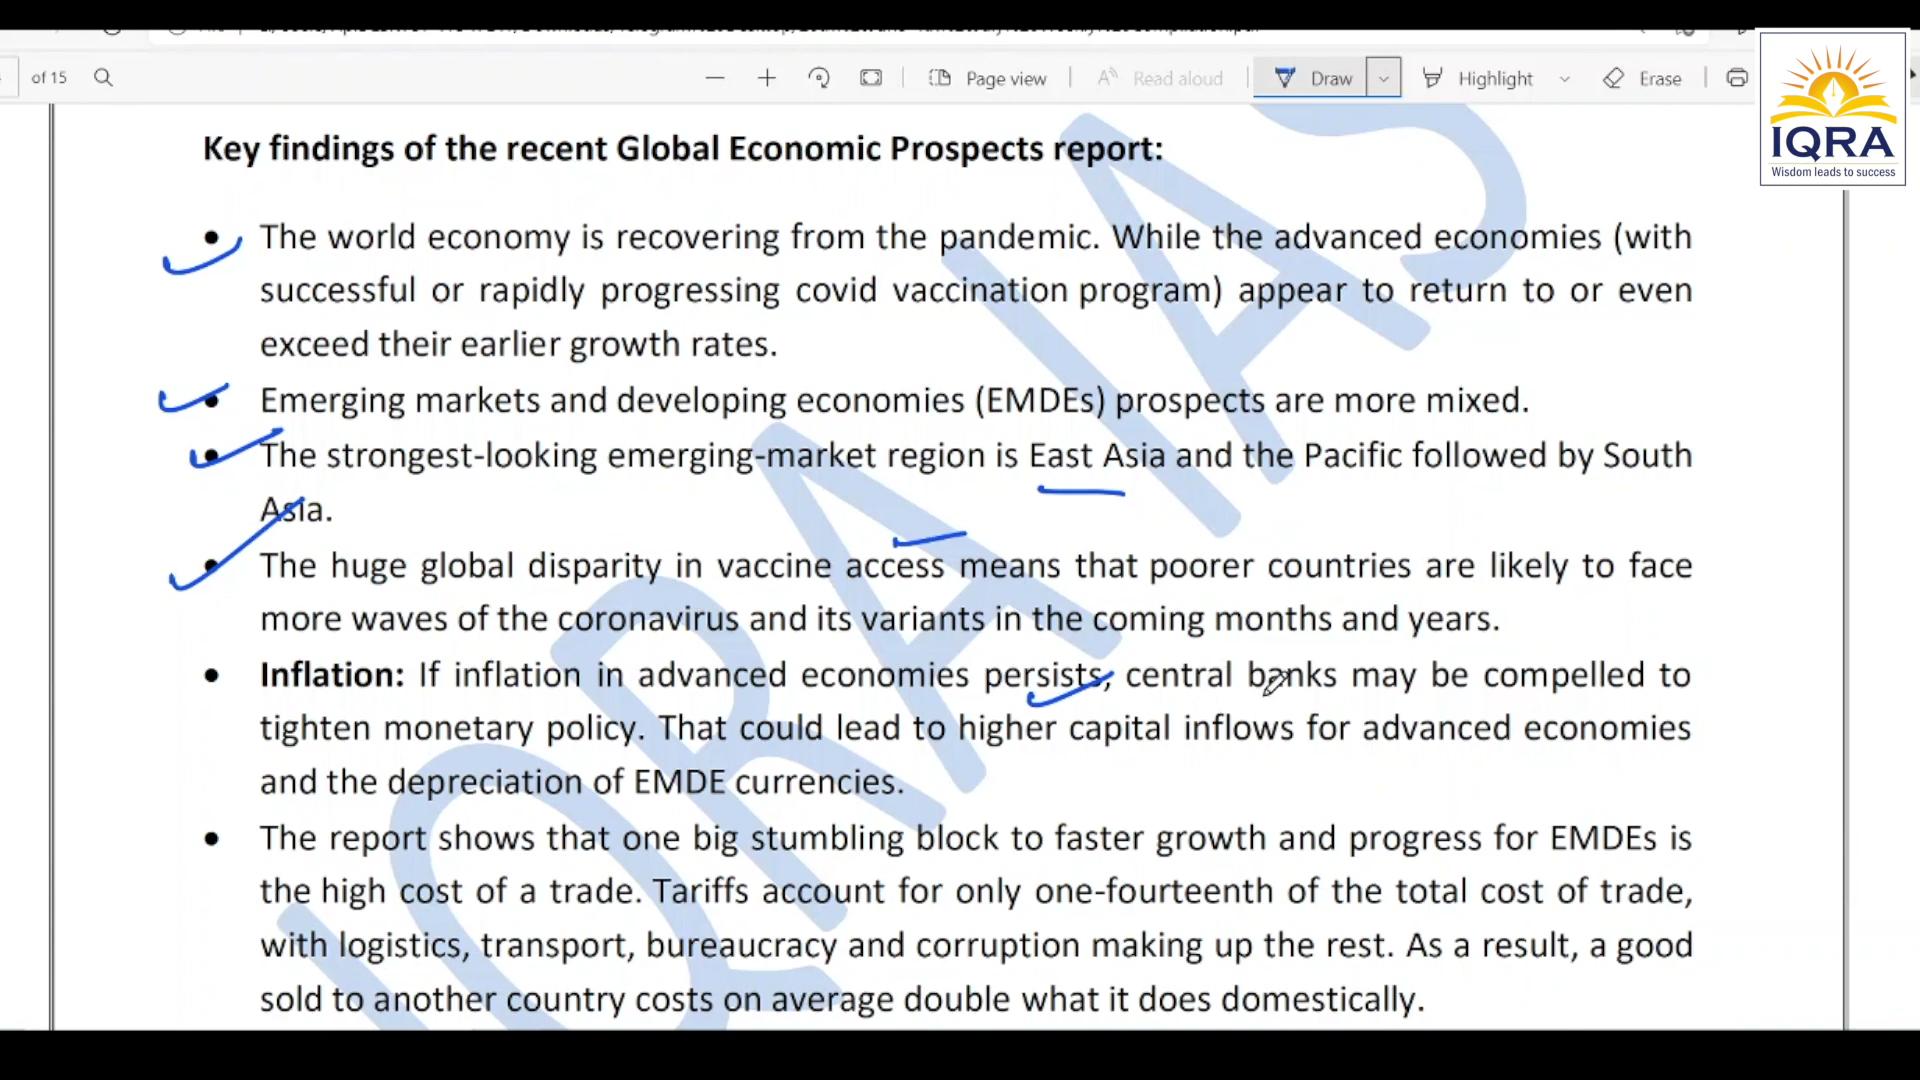 of 15
Page view
Read aloud
Draw
Highlight
Erase
IQRA
Wisdom leads to success
Key findings of the recent Global Economic Prospects report:
• The world economy is recovering from the pandemic. While the advanced economies (with
successful or rapidly progressing covid vaccination program) appear to return to or even
exceed their earlier growth rates.
• Emerging markets and developing economies (EMDEs) prospects are more mixed.
• The strongest-looking emerging-market region is East Asia and the Pacific followed by South
Asia.
• The huge global disparity in vaccine access means that poorer countries are likely to face
more waves of the coronavirus and its variants in the coming months and years.
• Inflation: If inflation in advanced economies persists, central banks may be compelled to
tighten monetary policy. That could lead to higher capital inflows for advanced economies
and the depreciation of EMDE currencies.
• The report shows that one big stumbling block to faster growth and progress for EMDEs is
the high cost of a trade. Tariffs account for only one-fourteenth of the total cost of trade,
with logistics, transport, bureaucracy and corruption making up the rest. As a result, a good
sold to another country costs on average double what it does domestically.
IQRA IAS